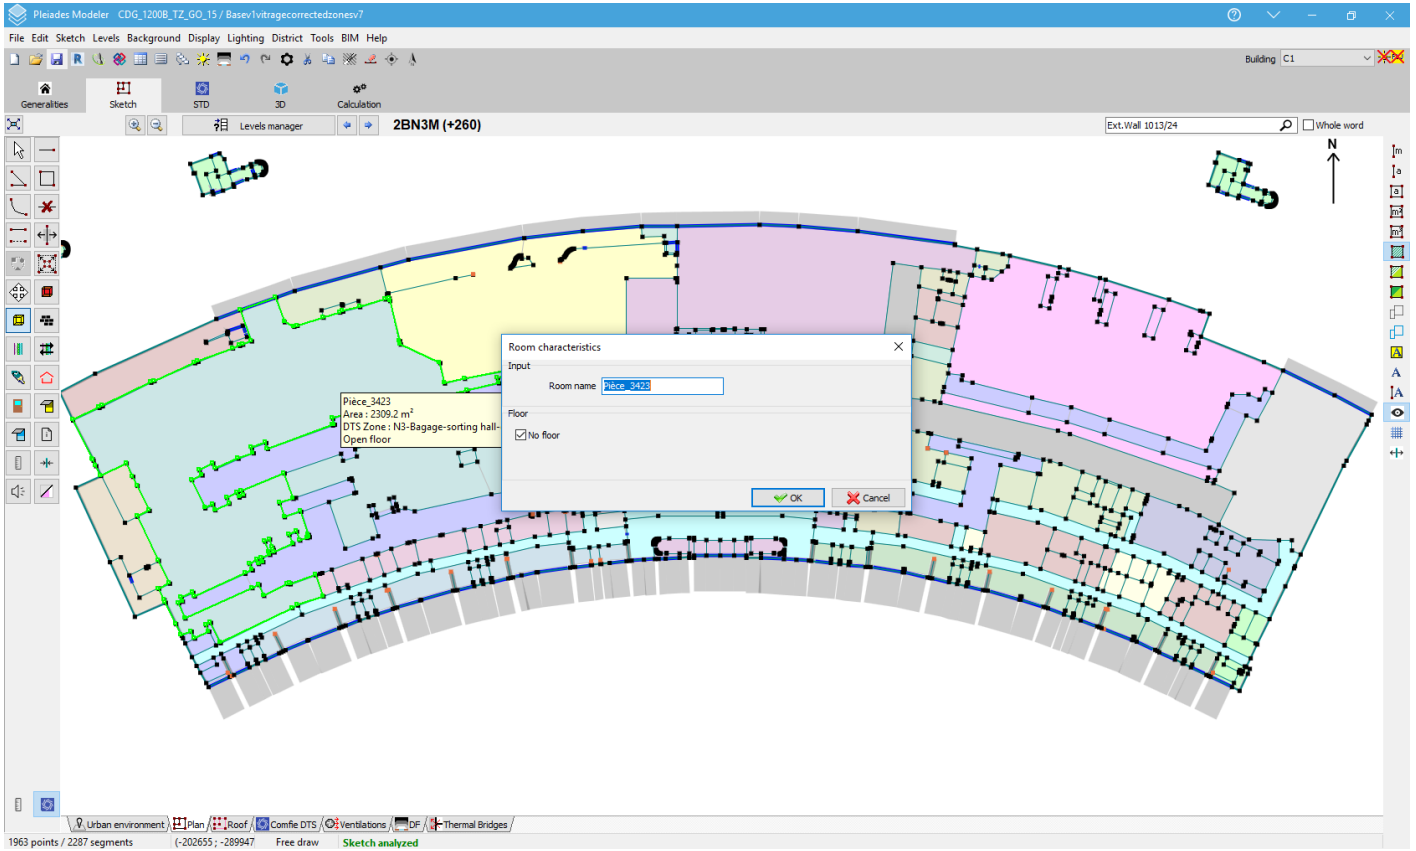 Pleiades Modeler CDG_1200B_TZ_GO_15 / Basev1vitragecorrectedzonesv7
File Edit Sketch Levels Background Display Lighting District Tools BIM Help
Building C1
Generalities Sketch STD 3D Calculation
Levels manager 2BN3M (+260) Ext.Wall 1013/24 Whole word
N
Room characteristics
Input
Room name Pièce_3423
Floor
No floor
OK Cancel
Pièce_3423
Area : 2309.2 m²
DTS Zone : N3-Bagage-sorting hall-
Open floor
Urban environment Plan Roof Comfie DTS Ventilations DF Thermal Bridges
1963 points / 2287 segments (-202655 ; -289947 Free draw Sketch analyzed